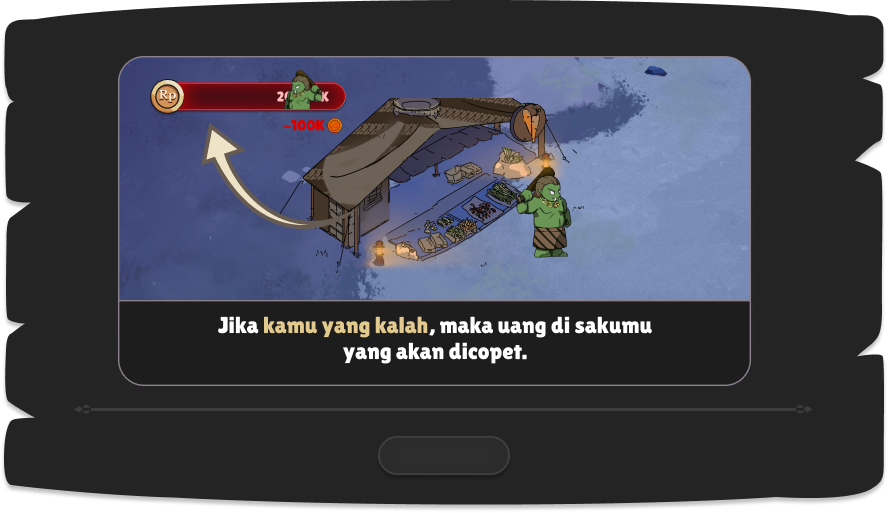 Rp
-100K
Jika kamu yang kalah, maka uang di sakumu
yang akan dicopet.